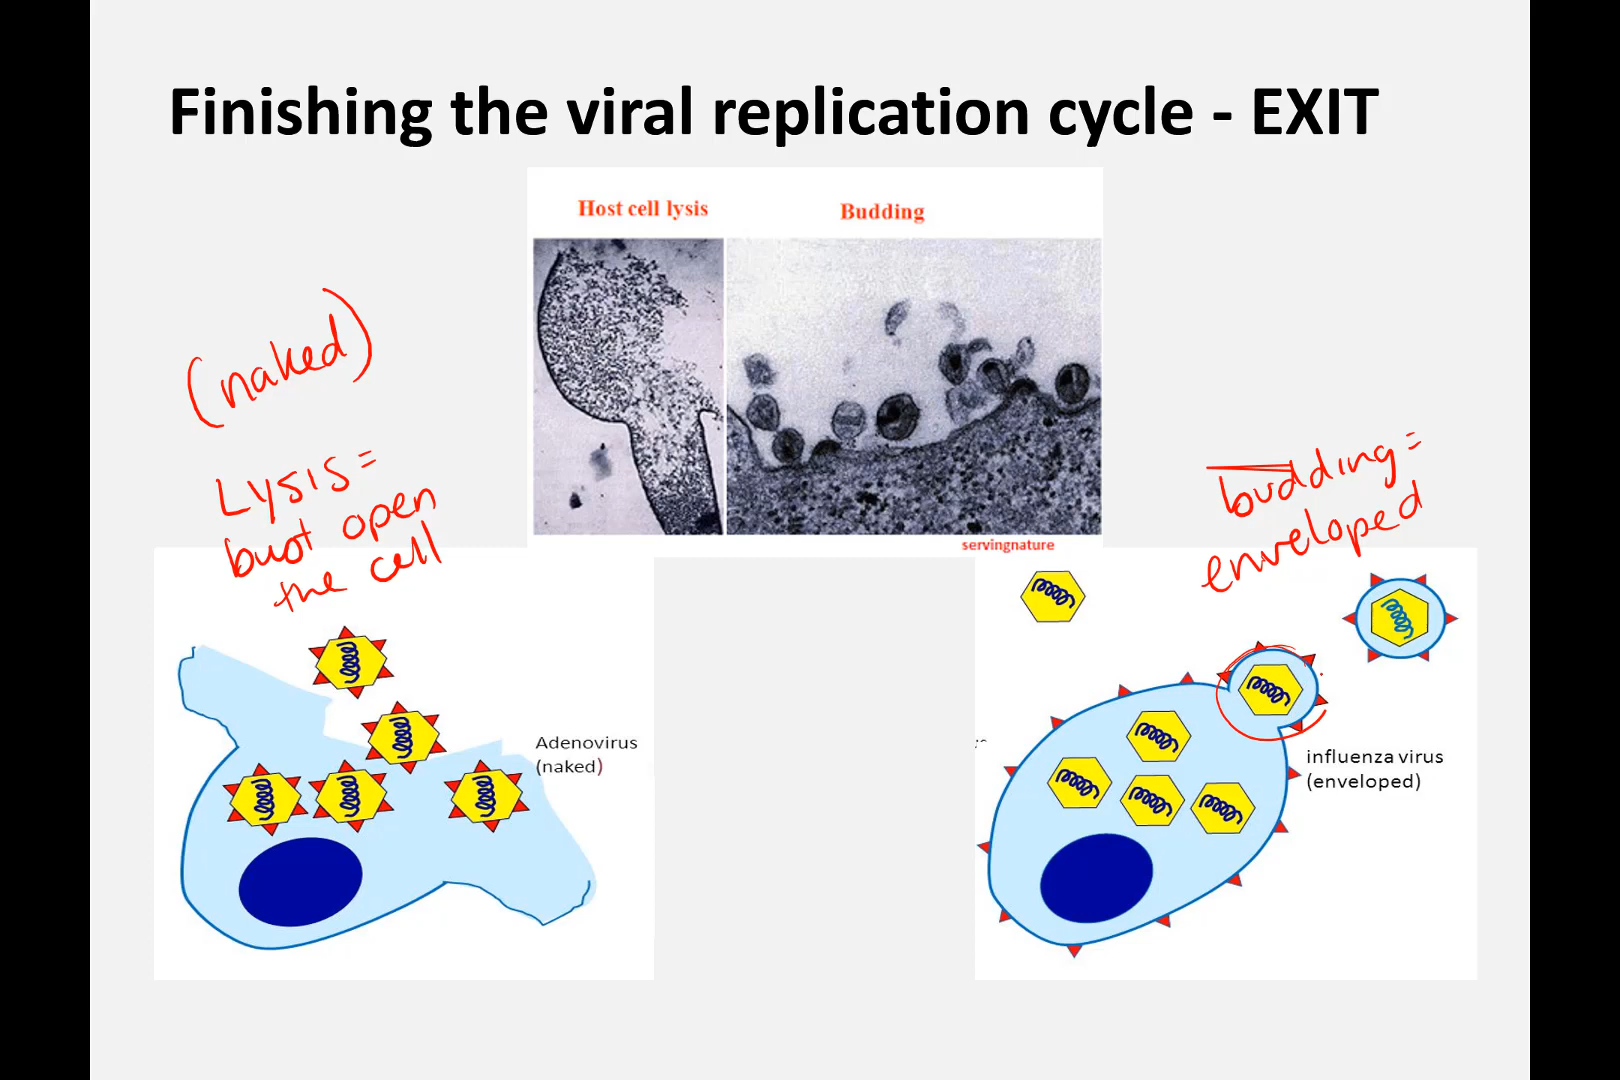 Finishing the viral replication cycle - EXIT
Host cell lysis
Budding
servingnature
(naked)
Lysis =
bust open
the cell
budding =
enveloped
Adenovirus
(naked)
influenza virus
(enveloped)